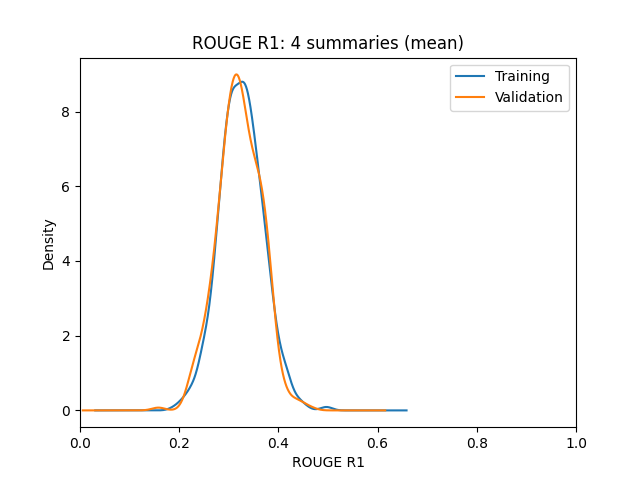 ROUGE R1: 4 summaries (mean)
Training
Validation
Density
8
6
4
2
0
0.0 0.2 0.4 0.6 0.8 1.0
ROUGE R1